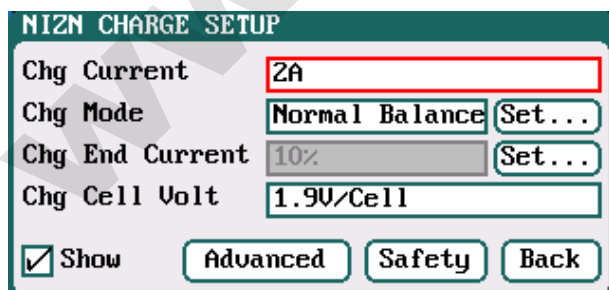 NIZN CHARGE SETUP
Chg Current 2A
Chg Mode Normal Balance Set...
Chg End Current 10% Set...
Chg Cell Volt 1.9V/Cell
Show Advanced Safety Back